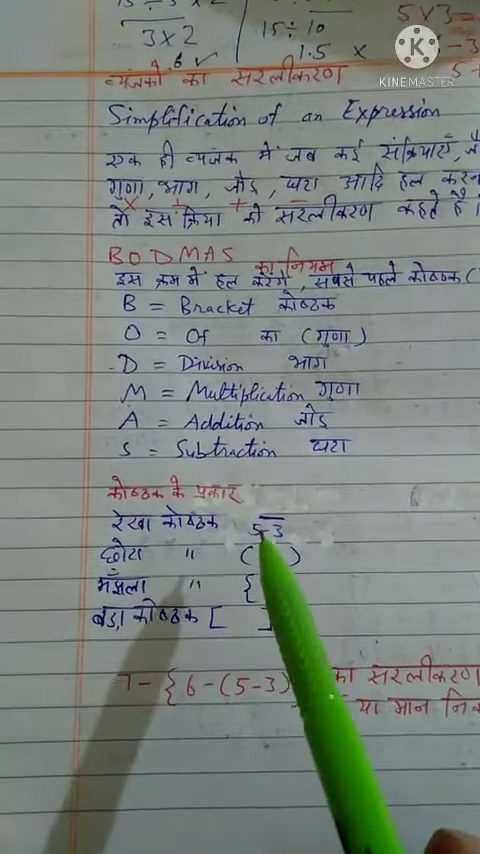 3 X 2
15 ÷ 10
1.5 X
5 X 3
KINEMASTER
व्यंजकों का सरलीकरण
Simplification of an Expression
एक ही व्यंजक में जब कई संक्रियाएँ,
गुणा, भाग, जोड़, घटा आदि हल करना
X ÷ + -
तो इस क्रिया को सरलीकरण कहते हैं।
BODMAS का नियम
इस क्रम में हल करेंगे, सबसे पहले कोष्ठक (
B = Bracket कोष्ठक
O = Of का (गुणा)
D = Division भाग
M = Multiplication गुणा
A = Addition जोड़
S = Subtraction घटा
कोष्ठक के प्रकार
रेखा कोष्ठक 5-3
छोटा " ( )
मँझला " {
बड़ा कोष्ठक [ ]
7 - { 6 - (5-3) का सरलीकरण
या मान